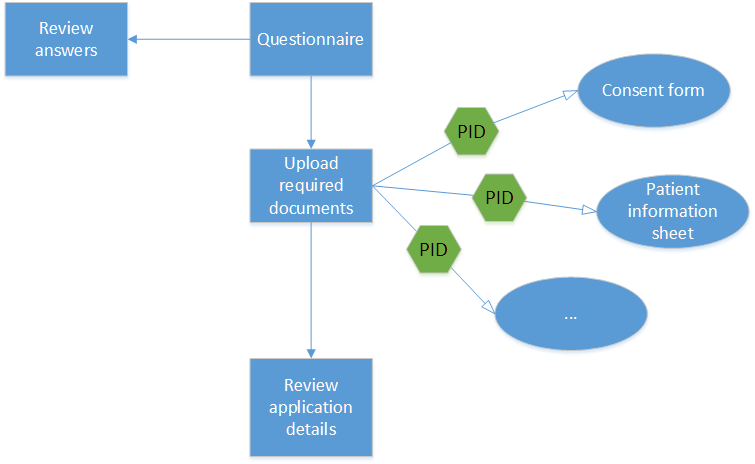 Review
answers
Questionnaire
PID
Consent form
Upload
required
documents
PID
Patient
information
sheet
PID
...
Review
application
details